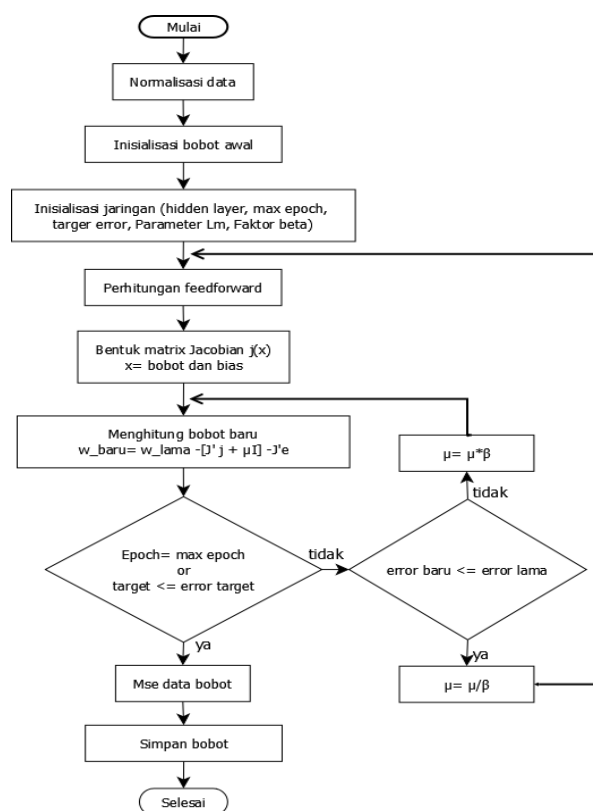 Mulai
Normalisasi data
Inisialisasi bobot awal
Inisialisasi jaringan (hidden layer, max epoch,
targer error, Parameter Lm, Faktor beta)
Perhitungan feedforward
Bentuk matrix Jacobian j(x)
x= bobot dan bias
Menghitung bobot baru
w_baru= w_lama -[J' j + μI] -J'e
μ= μ*β
tidak
Epoch= max epoch
or
target <= error target
tidak
error baru <= error lama
ya
ya
Mse data bobot
μ= μ/β
Simpan bobot
Selesai